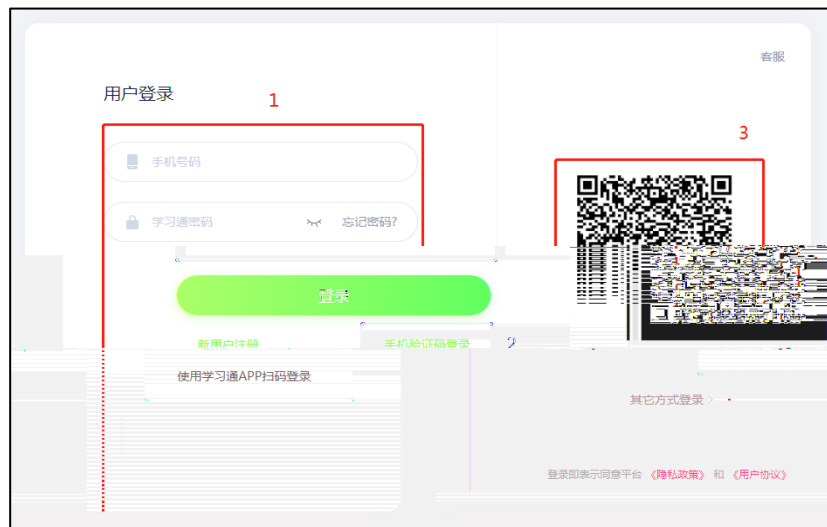 客服
用户登录
1
3
手机号码
学习通密码 忘记密码?
登录
新用户注册 手机验证码登录 2
使用学习通APP扫码登录
其它方式登录
登录即表示同意平台 《隐私政策》 和 《用户协议》